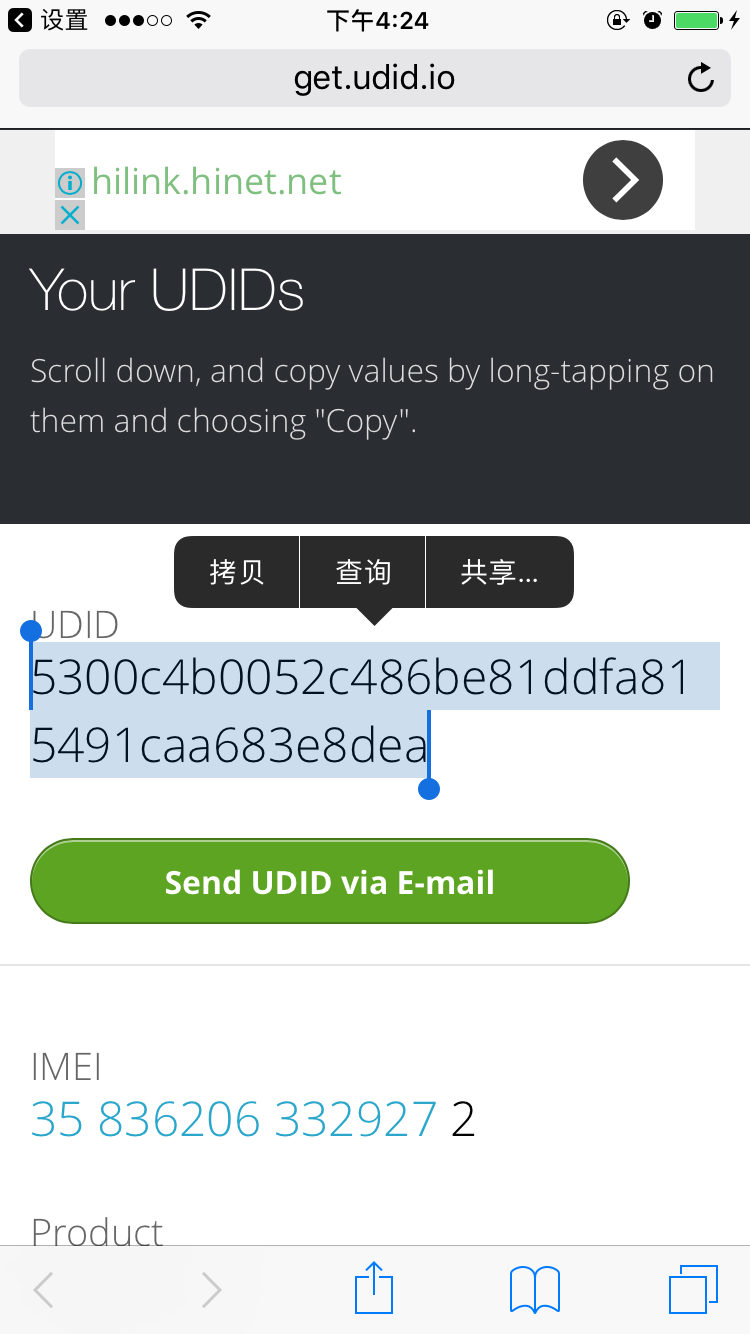 设置 下午4:24
get.udid.io
hilink.hinet.net
Your UDIDs
Scroll down, and copy values by long-tapping on
them and choosing "Copy".
拷贝 查询 共享...
UDID
5300c4b0052c486be81ddfa81
5491caa683e8dea
Send UDID via E-mail
IMEI
35 836206 332927 2
Product